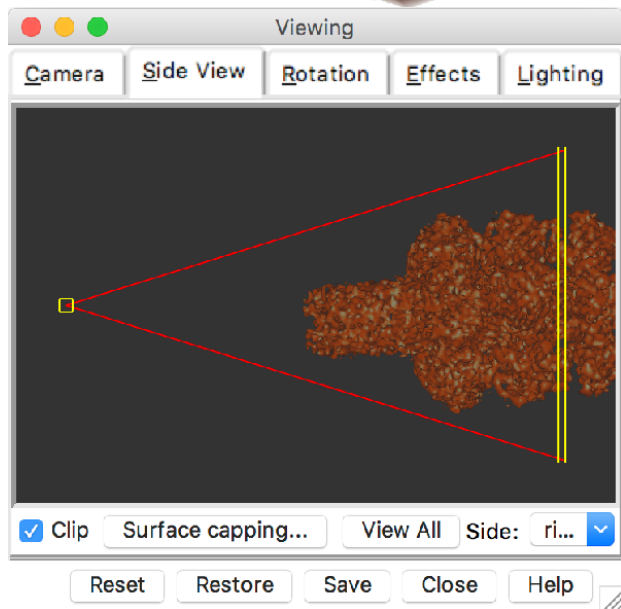 Viewing
Camera Side View Rotation Effects Lighting
Clip Surface capping... View All Side: ri...
Reset Restore Save Close Help